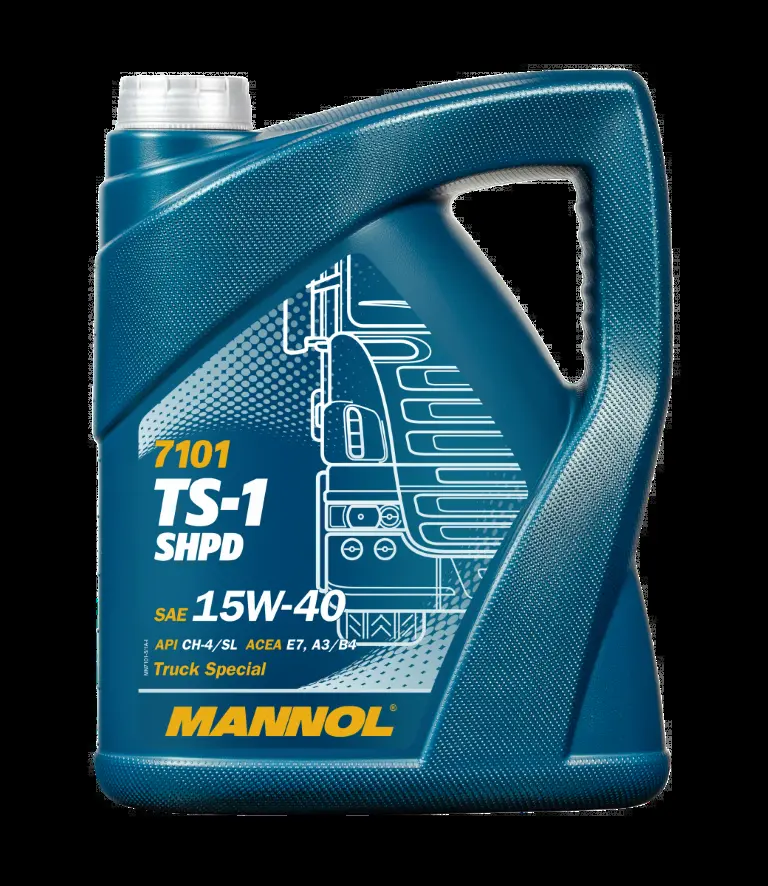 7101
TS-1
SHPD
SAE 15W-40
API CH-4/SL ACEA E7, A3/B4
Truck Special
MANNOL®